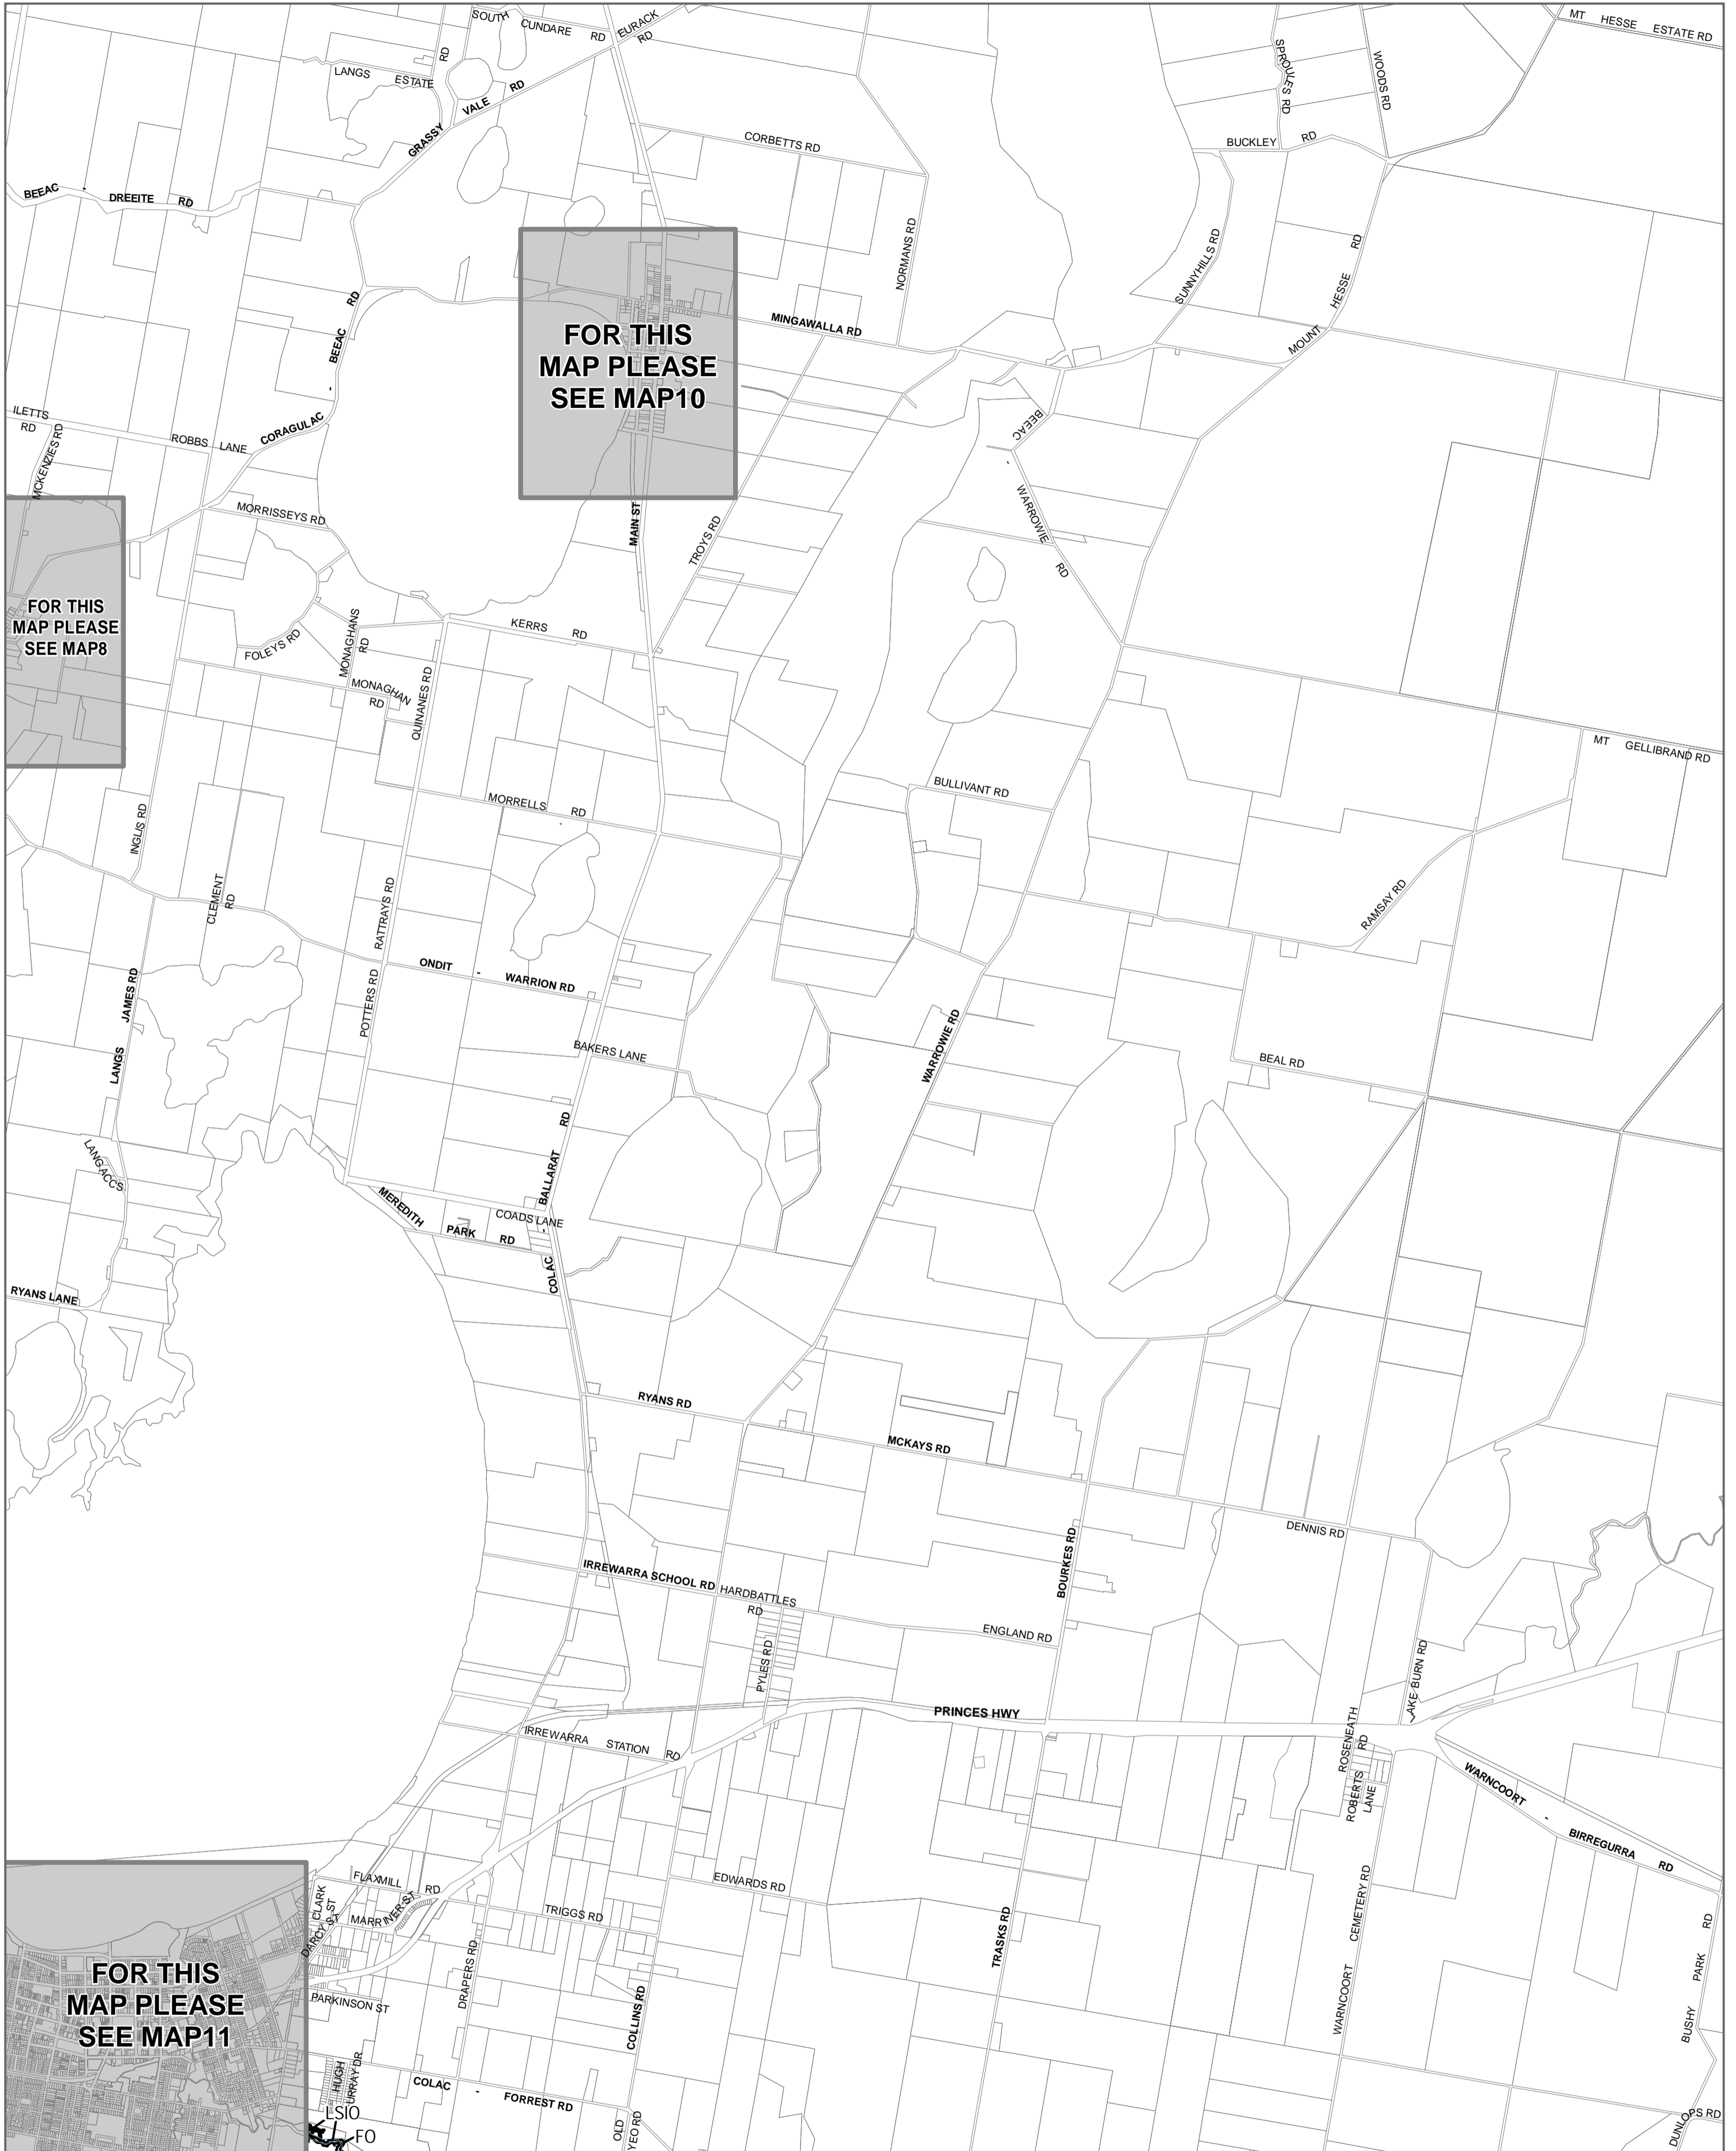 SOUTH CUNDARE RD
EURACK RD
MT HESSE ESTATE RD
LANGS ESTATE RD
GRASSY VALE RD
SPROULES RD
WOODS RD
CORBETTS RD
BUCKLEY RD
BEEAC - DREEITE RD
NORMANS RD
SUNNYHILLS RD
MOUNT HESSE RD
CORAGULAC - BEEAC RD
MINGAWALLA RD
FOR THIS
MAP PLEASE
SEE MAP10
ILETTS
RD
MCKENZIES RD
ROBBS LANE
BEEAC - WARROWIE RD
MORRISSEYS RD
MAIN ST
TROYS RD
FOR THIS
MAP PLEASE
SEE MAP8
FOLEYS RD
MONAGHANS
RD
KERRS RD
MONAGHAN
RD
QUINANES RD
MT GELLIBRAND RD
BULLIVANT RD
MORRELLS RD
INGLIS RD
CLEMENT
RD
RATTRAYS RD
RAMSAY RD
ONDIT - WARRION RD
POTTERS RD
LANGS JAMES RD
BAKERS LANE
WARROWIE RD
BEAL RD
LANG ACCS
COLAC - BALLARAT RD
MEREDITH PARK RD
COADS LANE
RYANS LANE
RYANS RD
MCKAYS RD
DENNIS RD
BOURKES RD
IRREWARRA SCHOOL RD
HARDBATTLES
RD
ENGLAND RD
PYLES RD
LAKE BURN RD
PRINCES HWY
IRREWARRA STATION RD
ROSENEATH
RD
ROBERTS
LANE
WARNCOORT - BIRREGURRA RD
FLAXMILL RD
EDWARDS RD
CLARK
ST
DARCY ST
MARRINER ST
TRIGGS RD
TRASKS RD
WARNCOORT CEMETERY RD
BUSHY PARK RD
FOR THIS
MAP PLEASE
SEE MAP11
DRAPERS RD
PARKINSON ST
COLLINS RD
HUGH
MURRAY DR
COLAC - FORREST RD
OLD
YEO RD
DUNLOPS RD
LSIO
FO